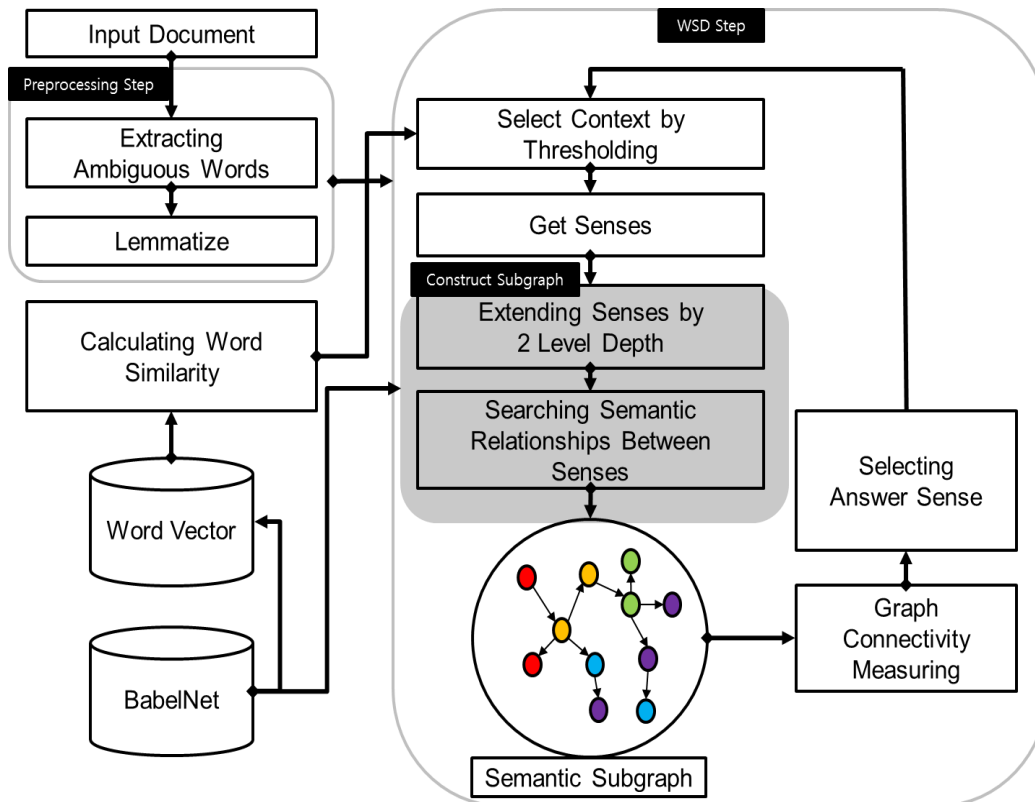 Input Document
Preprocessing Step
Extracting
Ambiguous Words
Lemmatize
Calculating Word
Similarity
Word Vector
BabelNet
WSD Step
Select Context by
Thresholding
Get Senses
Construct Subgraph
Extending Senses by
2 Level Depth
Searching Semantic
Relationships Between
Senses
Semantic Subgraph
Selecting
Answer Sense
Graph
Connectivity
Measuring